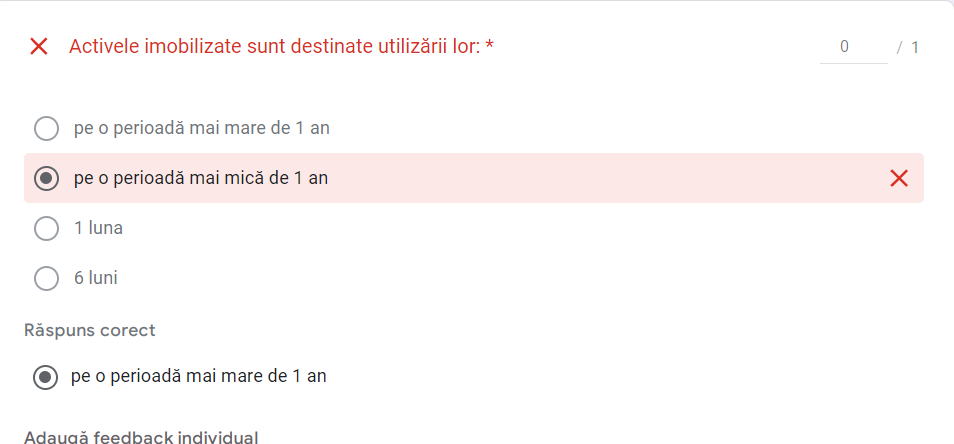 Activele imobilizate sunt destinate utilizării lor: *
0 / 1
pe o perioadă mai mare de 1 an
pe o perioadă mai mică de 1 an
1 luna
6 luni
Răspuns corect
pe o perioadă mai mare de 1 an
Adaugă feedback individual